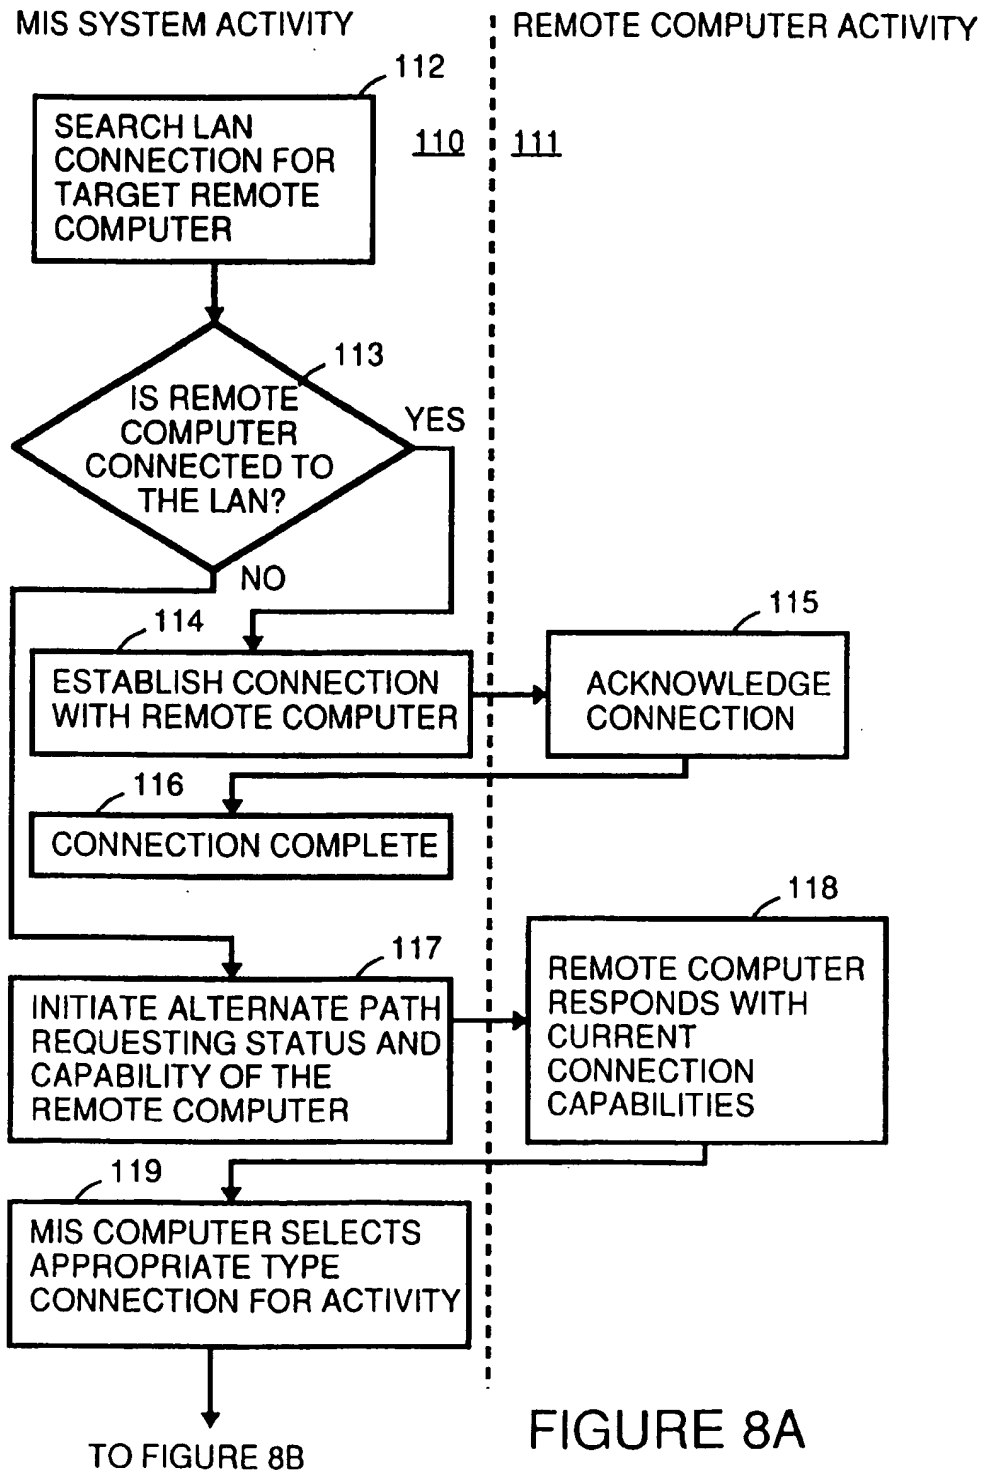 MIS SYSTEM ACTIVITY
REMOTE COMPUTER ACTIVITY
112
SEARCH LAN
CONNECTION FOR
TARGET REMOTE
COMPUTER
110
111
113
IS REMOTE
COMPUTER
CONNECTED TO
THE LAN?
YES
NO
114
ESTABLISH CONNECTION
WITH REMOTE COMPUTER
115
ACKNOWLEDGE
CONNECTION
116
CONNECTION COMPLETE
117
INITIATE ALTERNATE PATH
REQUESTING STATUS AND
CAPABILITY OF THE
REMOTE COMPUTER
118
REMOTE COMPUTER
RESPONDS WITH
CURRENT
CONNECTION
CAPABILITIES
119
MIS COMPUTER SELECTS
APPROPRIATE TYPE
CONNECTION FOR ACTIVITY
TO FIGURE 8B
FIGURE 8A